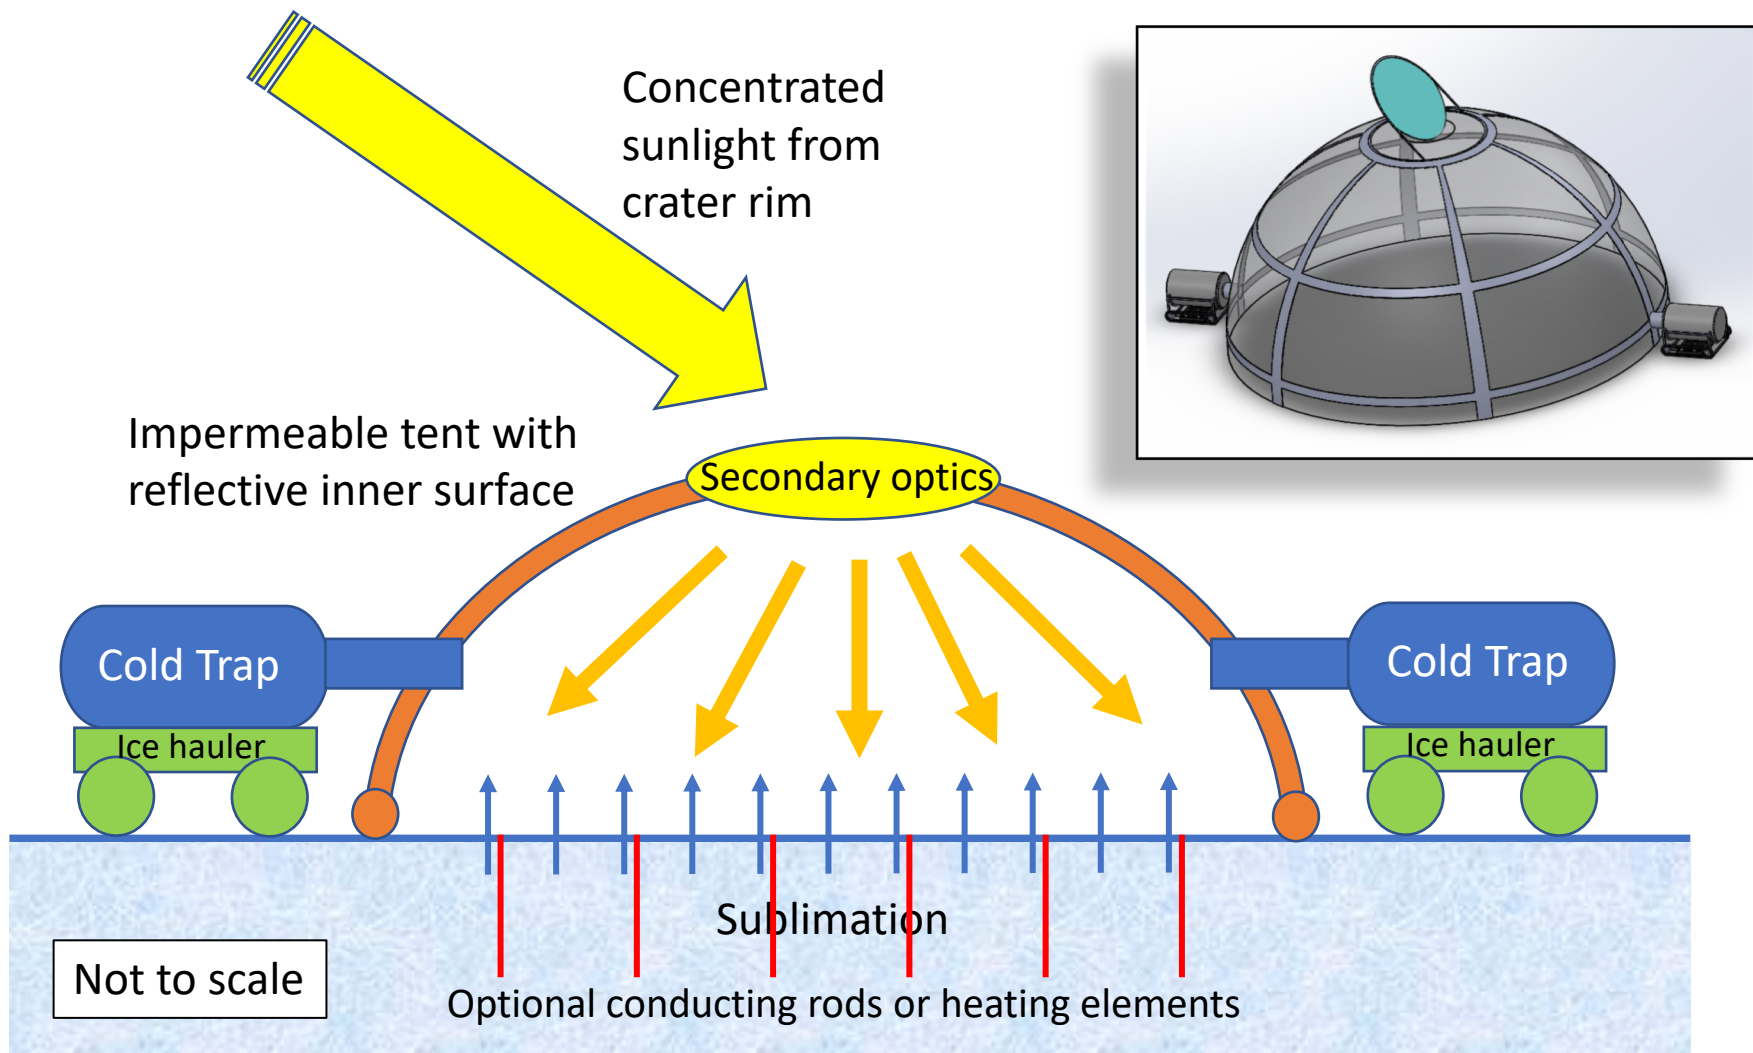 Concentrated
sunlight from
crater rim
Impermeable tent with
reflective inner surface
Secondary optics
Cold Trap
Ice hauler
Cold Trap
Ice hauler
Sublimation
Not to scale
Optional conducting rods or heating elements